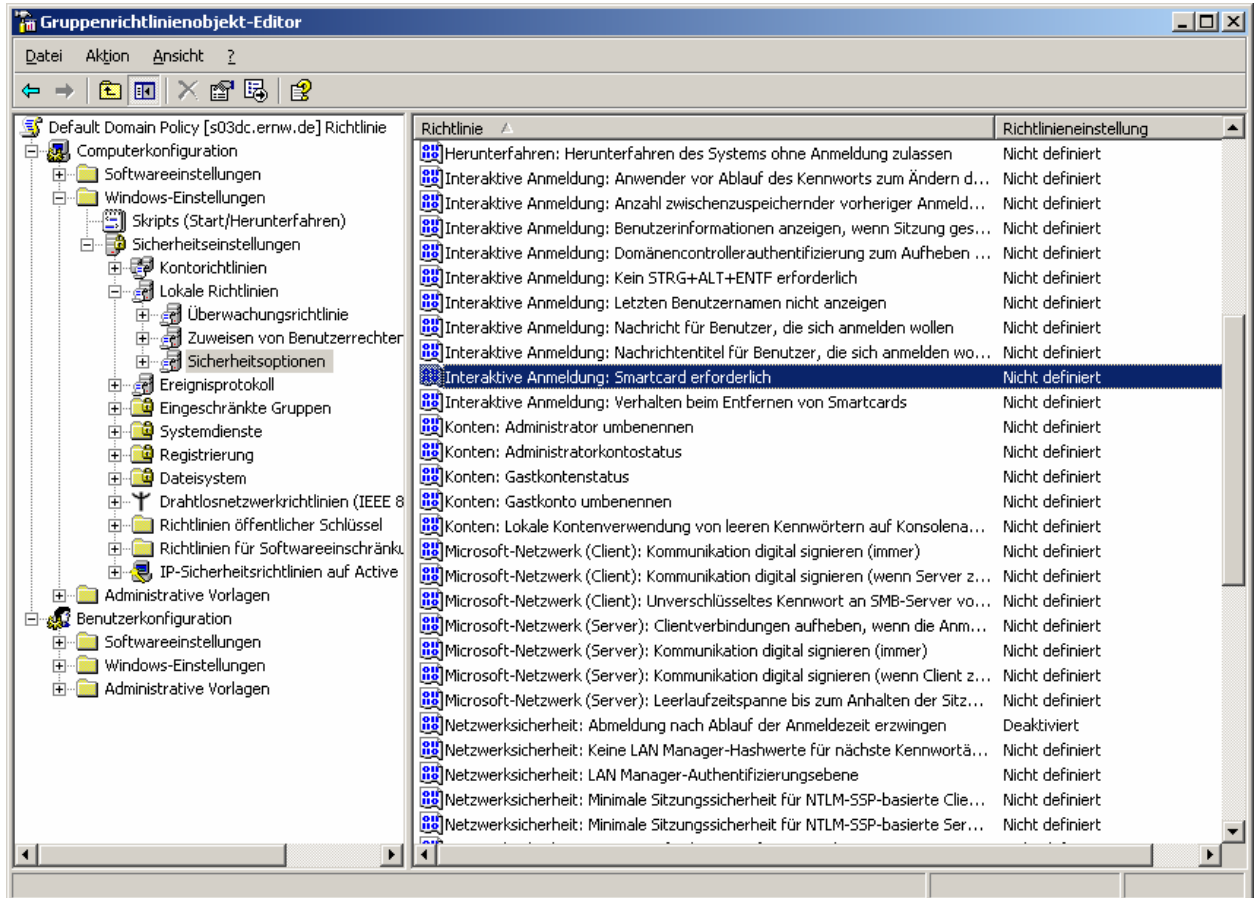 Gruppenrichtlinienobjekt-Editor
Datei Aktion Ansicht ?
Default Domain Policy [s03dc.ernw.de] Richtlinie
Computerkonfiguration
Softwareeinstellungen
Windows-Einstellungen
Skripts (Start/Herunterfahren)
Sicherheitseinstellungen
Kontorichtlinien
Lokale Richtlinien
Überwachungsrichtlinie
Zuweisen von Benutzerrechter
Sicherheitsoptionen
Ereignisprotokoll
Eingeschränkte Gruppen
Systemdienste
Registrierung
Dateisystem
Drahtlosnetzwerkrichtlinien (IEEE 8
Richtlinien öffentlicher Schlüssel
Richtlinien für Softwareeinschränku
IP-Sicherheitsrichtlinien auf Active
Administrative Vorlagen
Benutzerkonfiguration
Softwareeinstellungen
Windows-Einstellungen
Administrative Vorlagen
Richtlinie Richtlinieneinstellung
Herunterfahren: Herunterfahren des Systems ohne Anmeldung zulassen Nicht definiert
Interaktive Anmeldung: Anwender vor Ablauf des Kennworts zum Ändern d... Nicht definiert
Interaktive Anmeldung: Anzahl zwischenzuspeichernder vorheriger Anmeld... Nicht definiert
Interaktive Anmeldung: Benutzerinformationen anzeigen, wenn Sitzung ges... Nicht definiert
Interaktive Anmeldung: Domänencontrollerauthentifizierung zum Aufheben ... Nicht definiert
Interaktive Anmeldung: Kein STRG+ALT+ENTF erforderlich Nicht definiert
Interaktive Anmeldung: Letzten Benutzernamen nicht anzeigen Nicht definiert
Interaktive Anmeldung: Nachricht für Benutzer, die sich anmelden wollen Nicht definiert
Interaktive Anmeldung: Nachrichtentitel für Benutzer, die sich anmelden wo... Nicht definiert
Interaktive Anmeldung: Smartcard erforderlich Nicht definiert
Interaktive Anmeldung: Verhalten beim Entfernen von Smartcards Nicht definiert
Konten: Administrator umbenennen Nicht definiert
Konten: Administratorkontostatus Nicht definiert
Konten: Gastkontenstatus Nicht definiert
Konten: Gastkonto umbenennen Nicht definiert
Konten: Lokale Kontenverwendung von leeren Kennwörtern auf Konsolena... Nicht definiert
Microsoft-Netzwerk (Client): Kommunikation digital signieren (immer) Nicht definiert
Microsoft-Netzwerk (Client): Kommunikation digital signieren (wenn Server z... Nicht definiert
Microsoft-Netzwerk (Client): Unverschlüsseltes Kennwort an SMB-Server vo... Nicht definiert
Microsoft-Netzwerk (Server): Clientverbindungen aufheben, wenn die Anm... Nicht definiert
Microsoft-Netzwerk (Server): Kommunikation digital signieren (immer) Nicht definiert
Microsoft-Netzwerk (Server): Kommunikation digital signieren (wenn Client z... Nicht definiert
Microsoft-Netzwerk (Server): Leerlaufzeitspanne bis zum Anhalten der Sitz... Nicht definiert
Netzwerksicherheit: Abmeldung nach Ablauf der Anmeldezeit erzwingen Deaktiviert
Netzwerksicherheit: Keine LAN Manager-Hashwerte für nächste Kennwortä... Nicht definiert
Netzwerksicherheit: LAN Manager-Authentifizierungsebene Nicht definiert
Netzwerksicherheit: Minimale Sitzungssicherheit für NTLM-SSP-basierte Clie... Nicht definiert
Netzwerksicherheit: Minimale Sitzungssicherheit für NTLM-SSP-basierte Ser... Nicht definiert